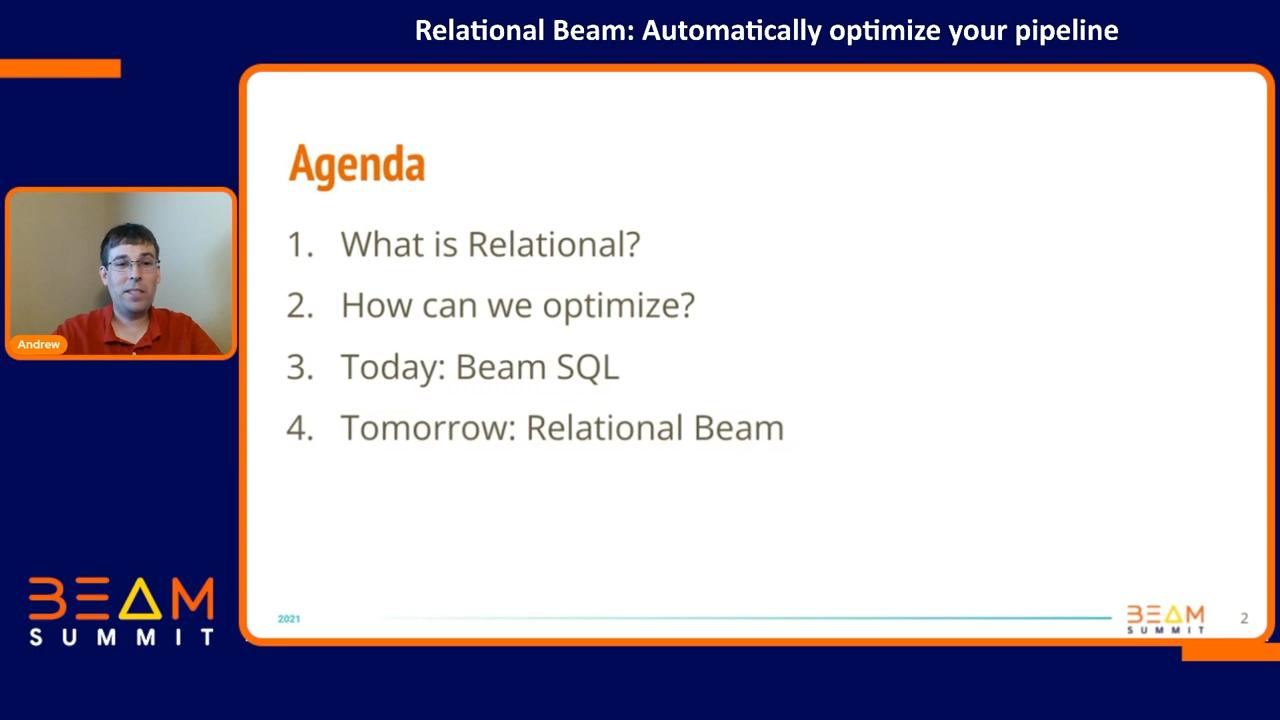 Relational Beam: Automatically optimize your pipeline
Agenda
1. What is Relational?
2. How can we optimize?
3. Today: Beam SQL
4. Tomorrow: Relational Beam
Andrew
BEAM
SUMMIT
2021
BEAM
SUMMIT
2